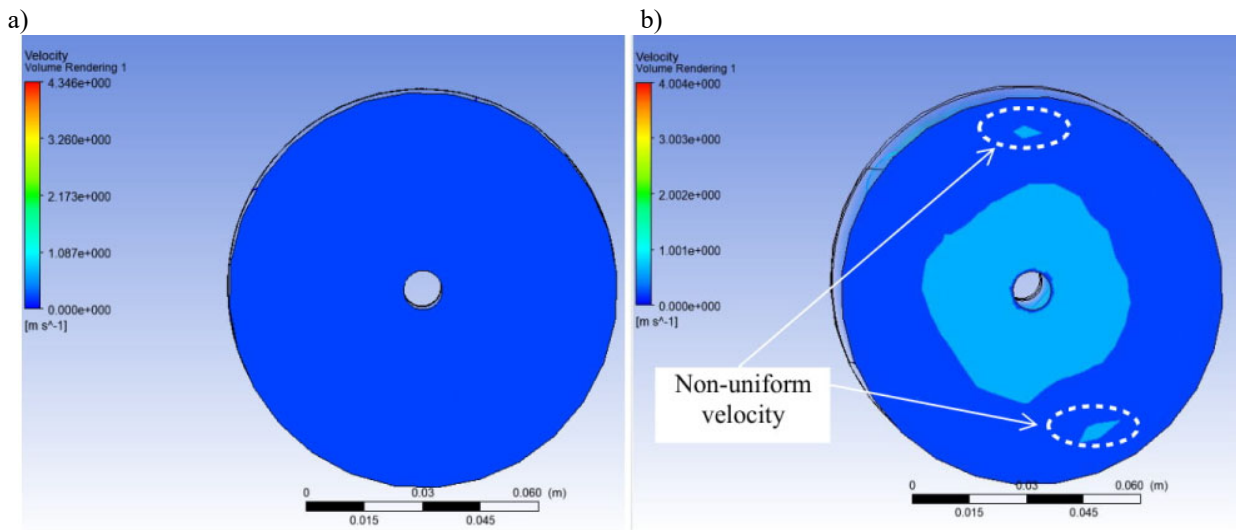 a)
b)
Velocity
Volume Rendering 1
4.346e+000
3.260e+000
2.173e+000
1.087e+000
0.000e+000
[m s^-1]
0 0.03 0.060 (m)
0.015 0.045
Velocity
Volume Rendering 1
4.004e+000
3.003e+000
2.002e+000
1.001e+000
0.000e+000
[m s^-1]
Non-uniform
velocity
0 0.03 0.060 (m)
0.015 0.045